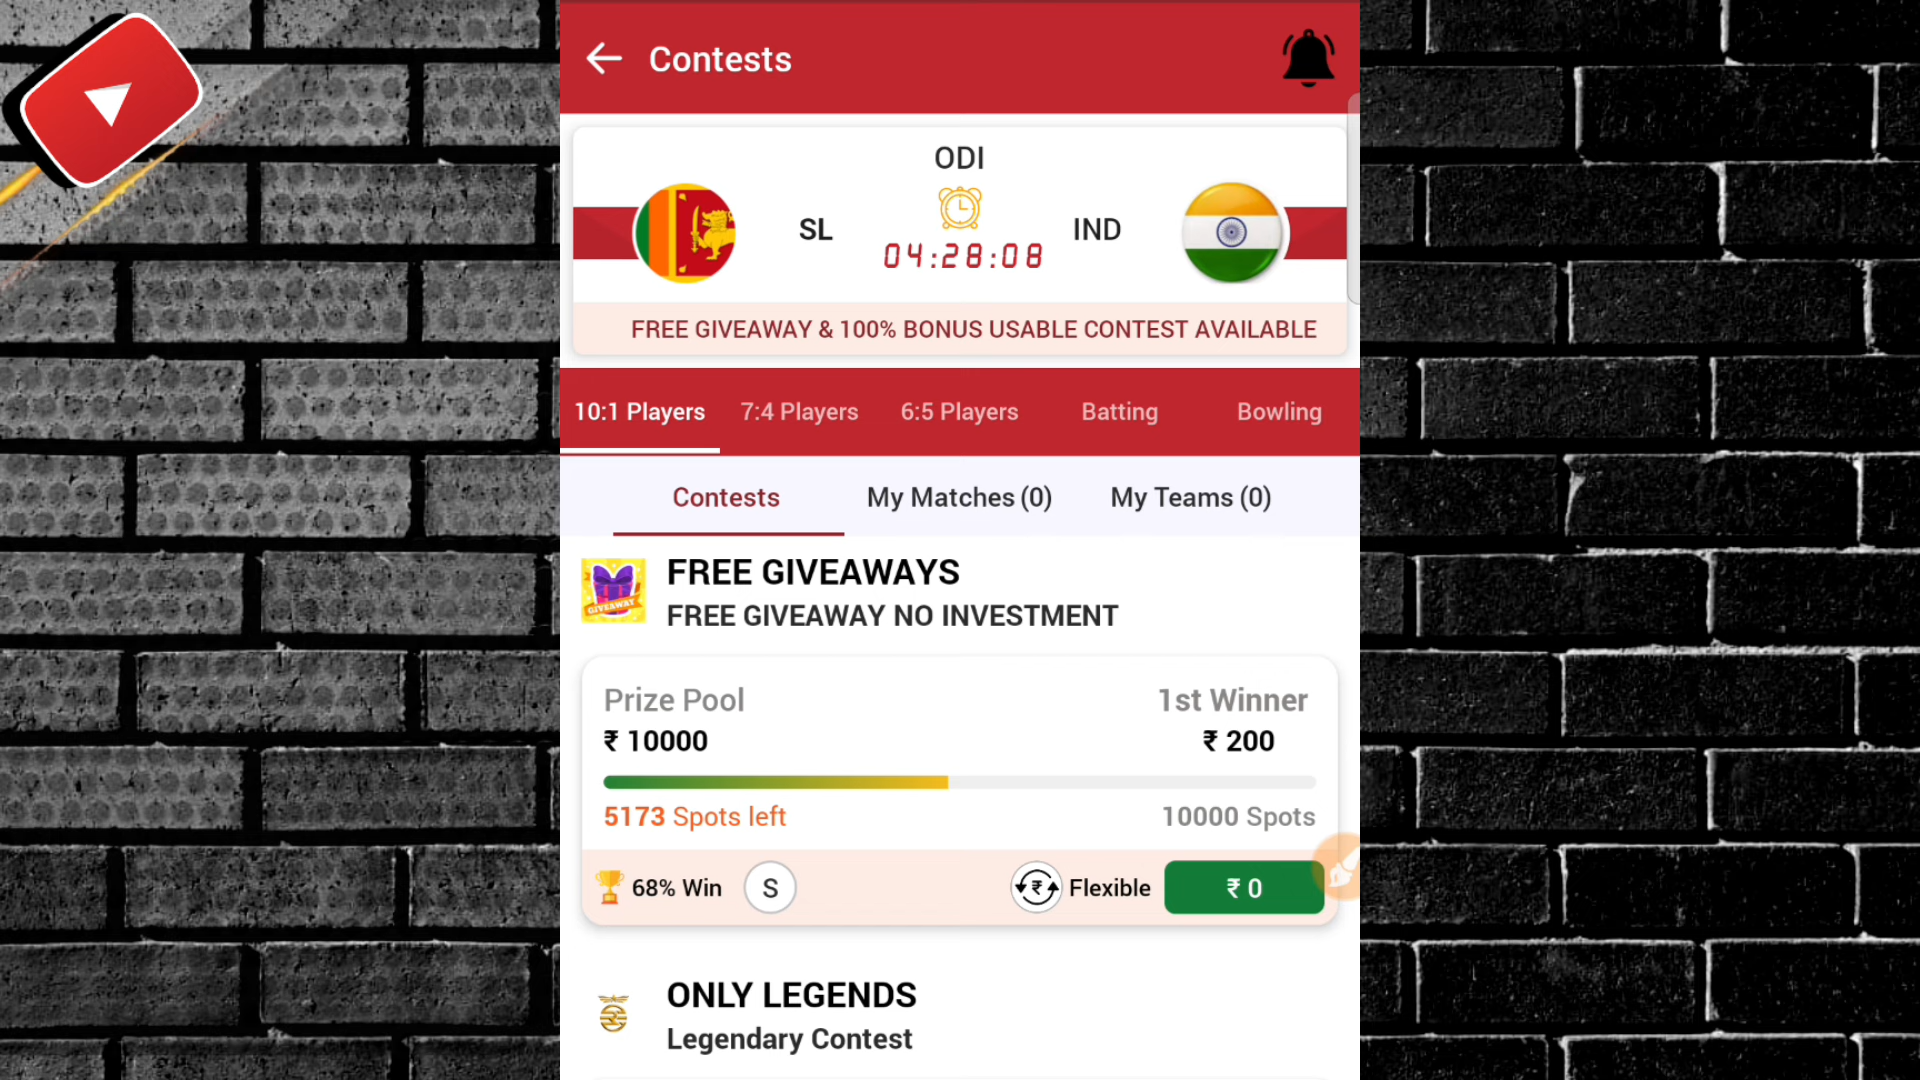 Contests
ODI
SL
IND
04:28:08
FREE GIVEAWAY & 100% BONUS USABLE CONTEST AVAILABLE
10:1 Players
7:4 Players
6:5 Players
Batting
Bowling
Contests
My Matches (0)
My Teams (0)
GIVEAWAY
FREE GIVEAWAYS
FREE GIVEAWAY NO INVESTMENT
Prize Pool
1st Winner
₹ 10000
₹ 200
5173 Spots left
10000 Spots
68% Win
S
₹
Flexible
₹ 0
ONLY LEGENDS
Legendary Contest